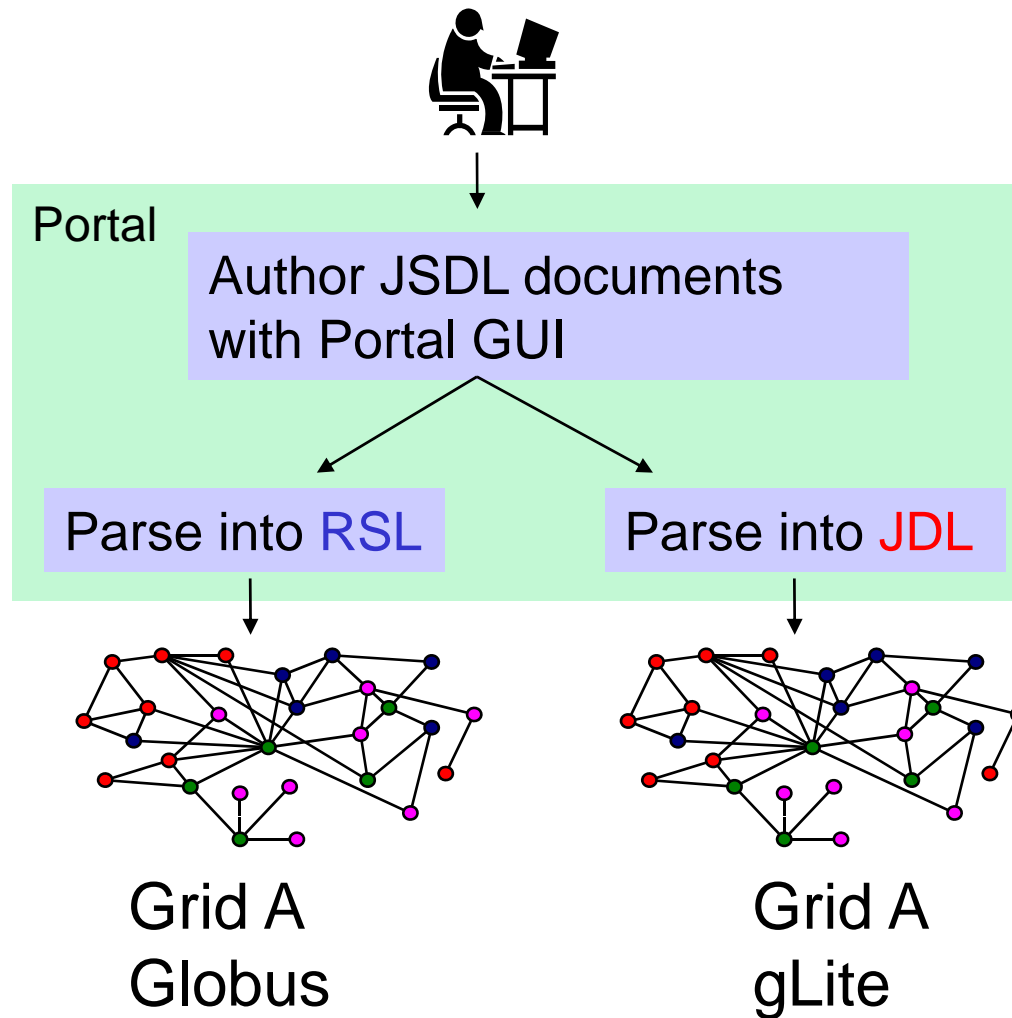 Portal
Author JSDL documents
with Portal GUI
Parse into RSL
Parse into JDL
Grid A
Globus
Grid A
gLite